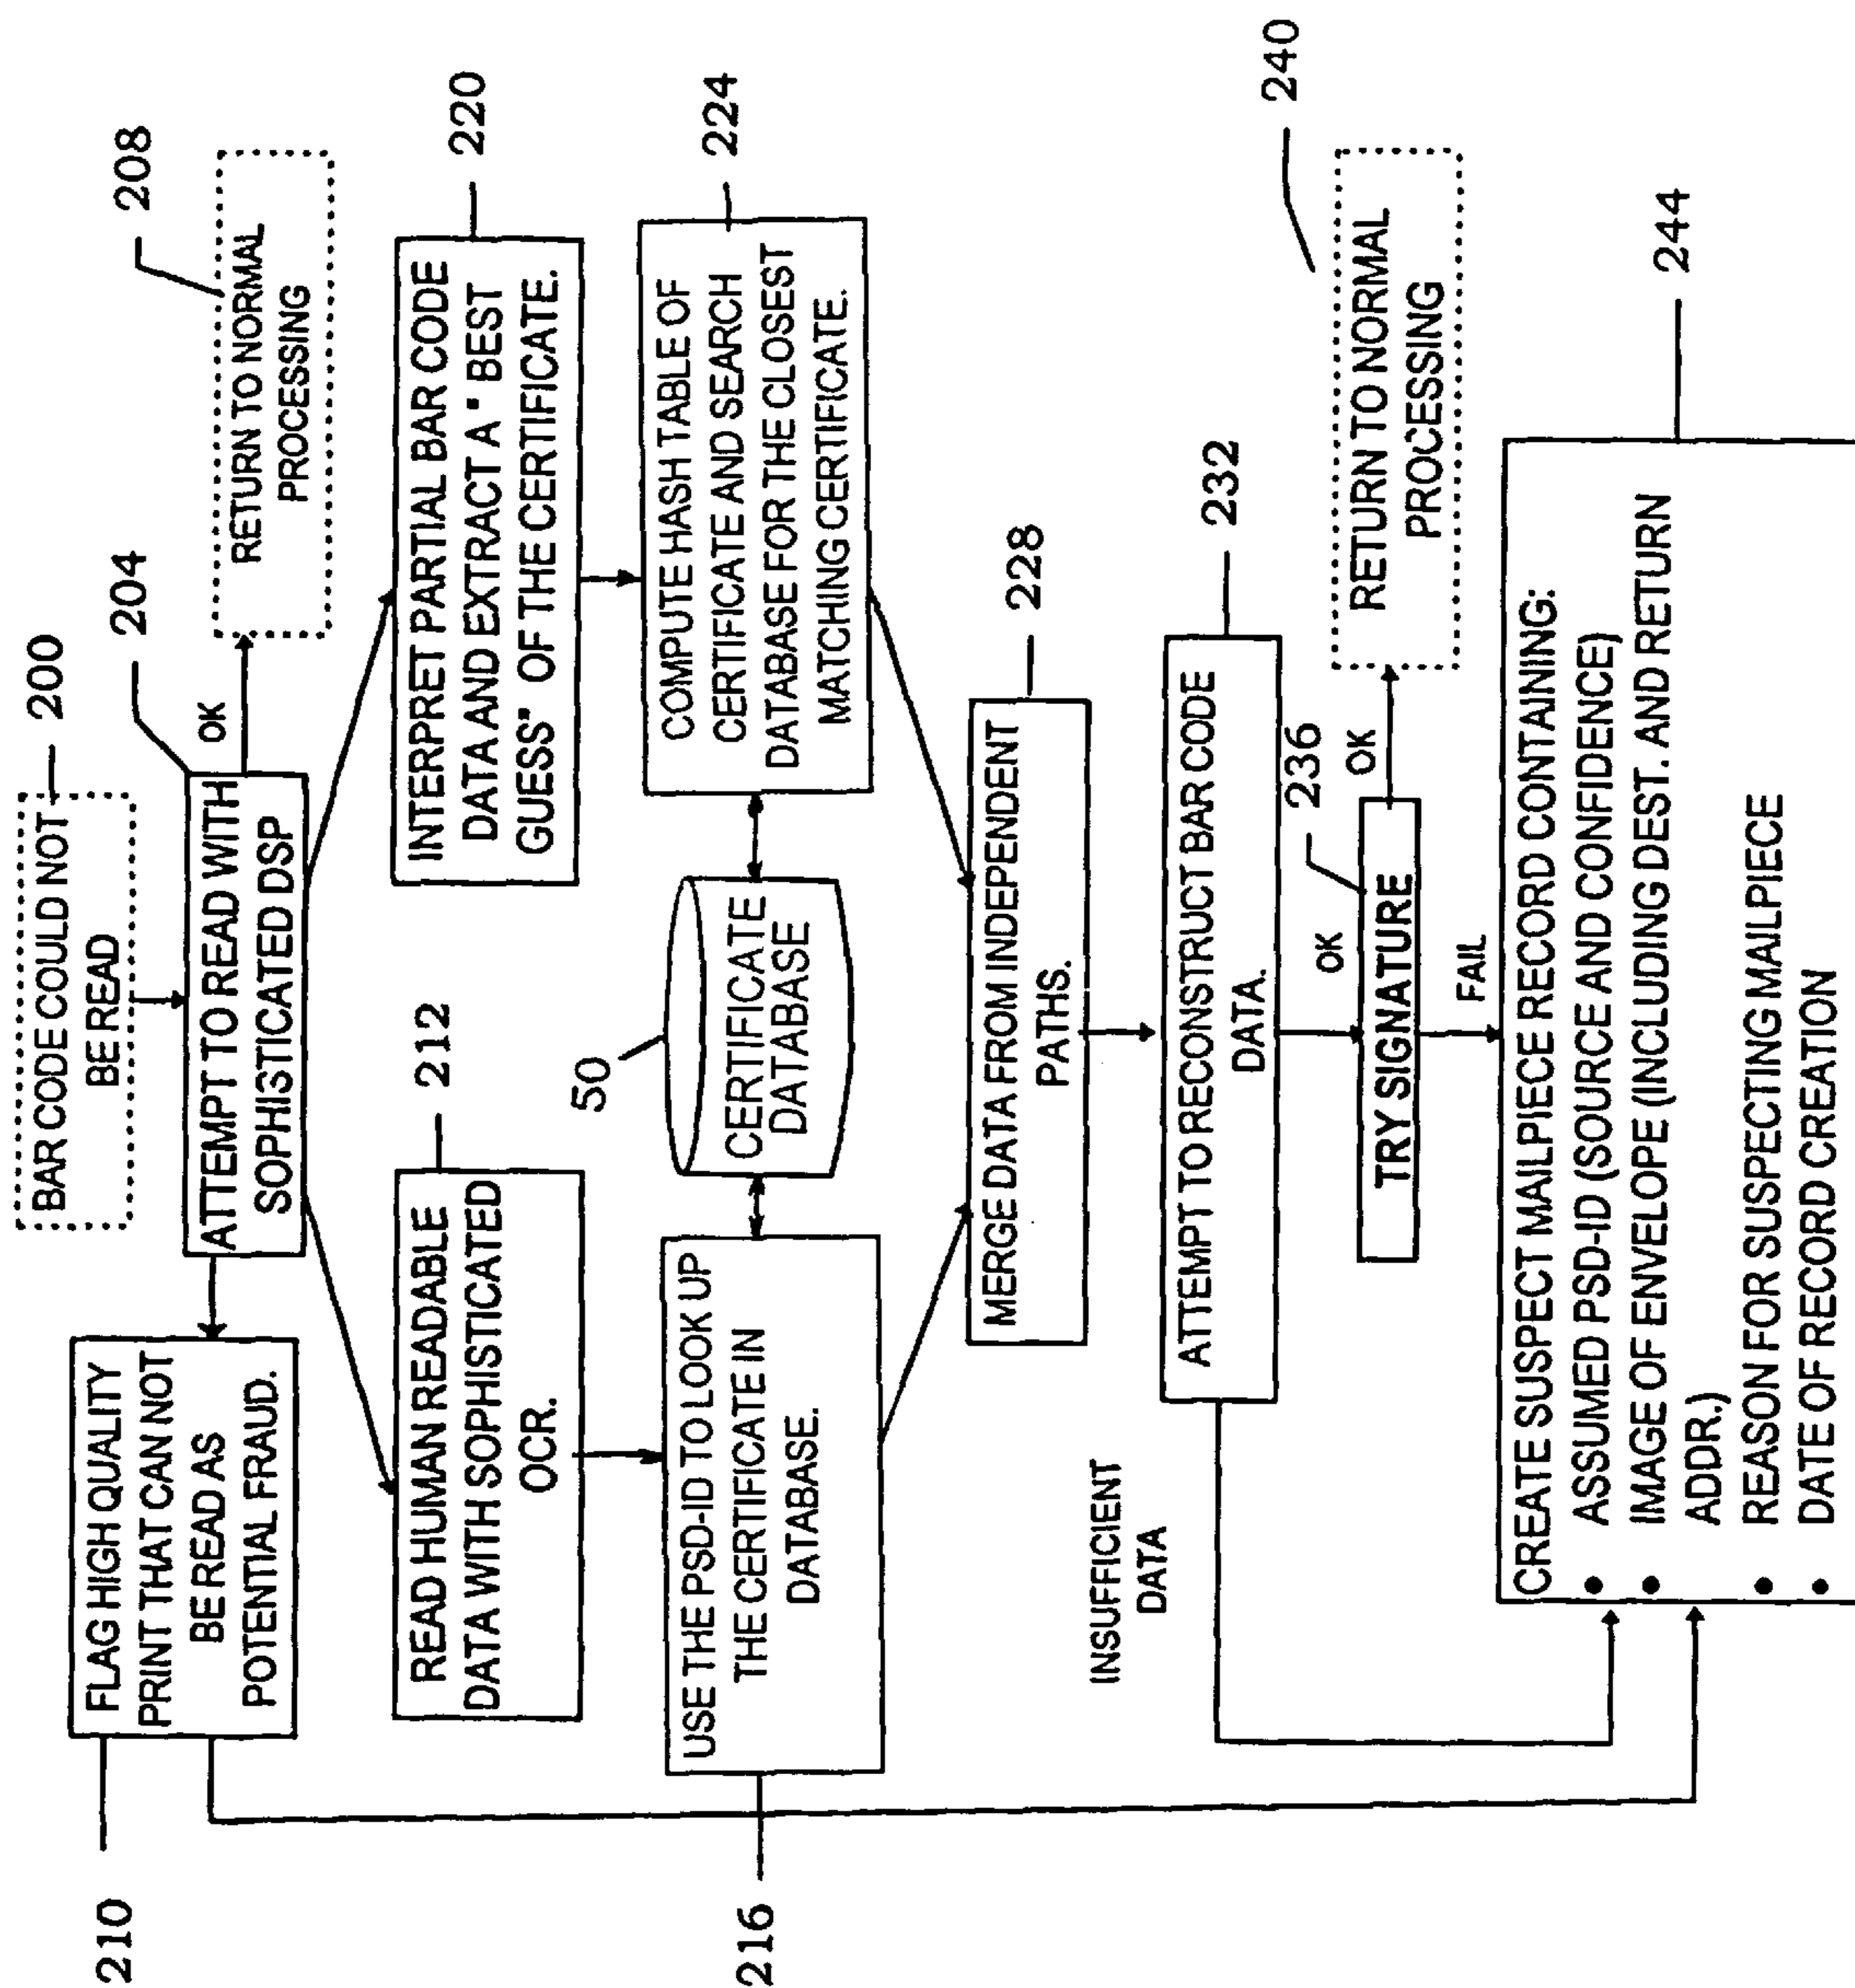 BAR CODE COULD NOT
BE READ
200
204
ATTEMPT TO READ WITH
SOPHISTICATED DSP
OK
208
RETURN TO NORMAL
PROCESSING
210
FLAG HIGH QUALITY
PRINT THAT CAN NOT
BE READ AS
POTENTIAL FRAUD.
212
READ HUMAN READABLE
DATA WITH SOPHISTICATED
OCR.
220
INTERPRET PARTIAL BAR CODE
DATA AND EXTRACT A " BEST
GUESS" OF THE CERTIFICATE.
216
USE THE PSD-ID TO LOOK UP
THE CERTIFICATE IN
DATABASE.
50
CERTIFICATE
DATABASE
224
COMPUTE HASH TABLE OF
CERTIFICATE AND SEARCH
DATABASE FOR THE CLOSEST
MATCHING CERTIFICATE.
228
MERGE DATA FROM INDEPENDENT
PATHS.
232
ATTEMPT TO RECONSTRUCT BAR CODE
DATA.
INSUFFICIENT
DATA
OK
236
TRY SIGNATURE
OK
240
RETURN TO NORMAL
PROCESSING
FAIL
244
CREATE SUSPECT MAILPIECE RECORD CONTAINING:
• ASSUMED PSD-ID (SOURCE AND CONFIDENCE)
• IMAGE OF ENVELOPE (INCLUDING DEST. AND RETURN
ADDR.)
• REASON FOR SUSPECTING MAILPIECE
• DATE OF RECORD CREATION